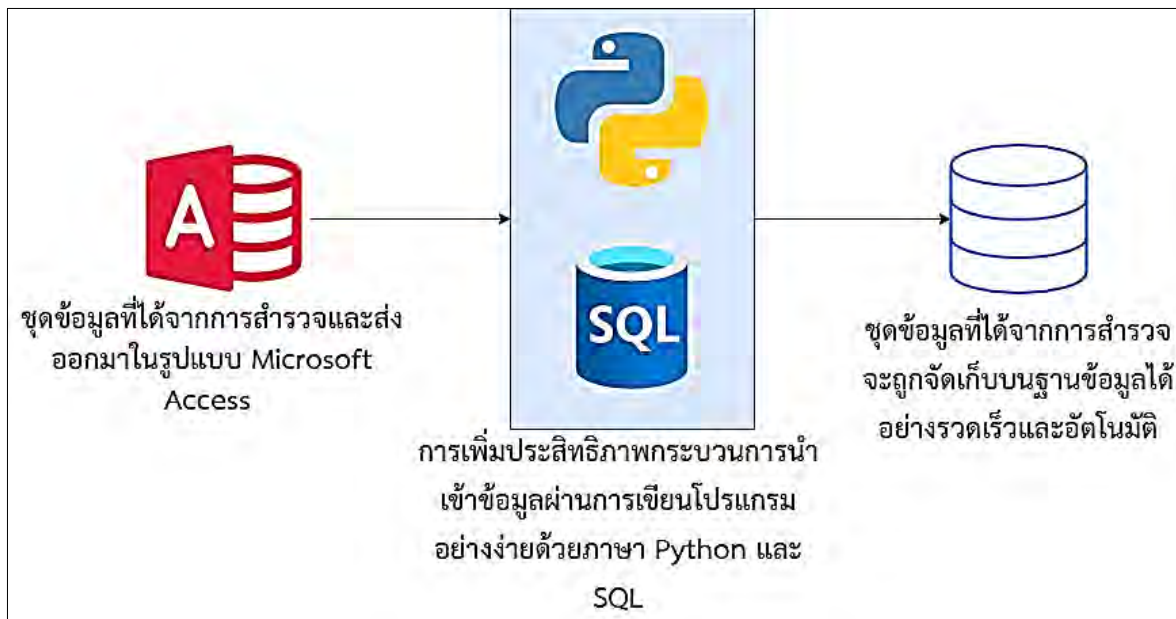 A
SQL
ชุดข้อมูลที่ได้จากการสำรวจและส่ง
ออกมาในรูปแบบ Microsoft
Access
การเพิ่มประสิทธิภาพกระบวนการนำ
เข้าข้อมูลผ่านการเขียนโปรแกรม
อย่างง่ายด้วยภาษา Python และ
SQL
ชุดข้อมูลที่ได้จากการสำรวจ
จะถูกจัดเก็บบนฐานข้อมูลได้
อย่างรวดเร็วและอัตโนมัติ